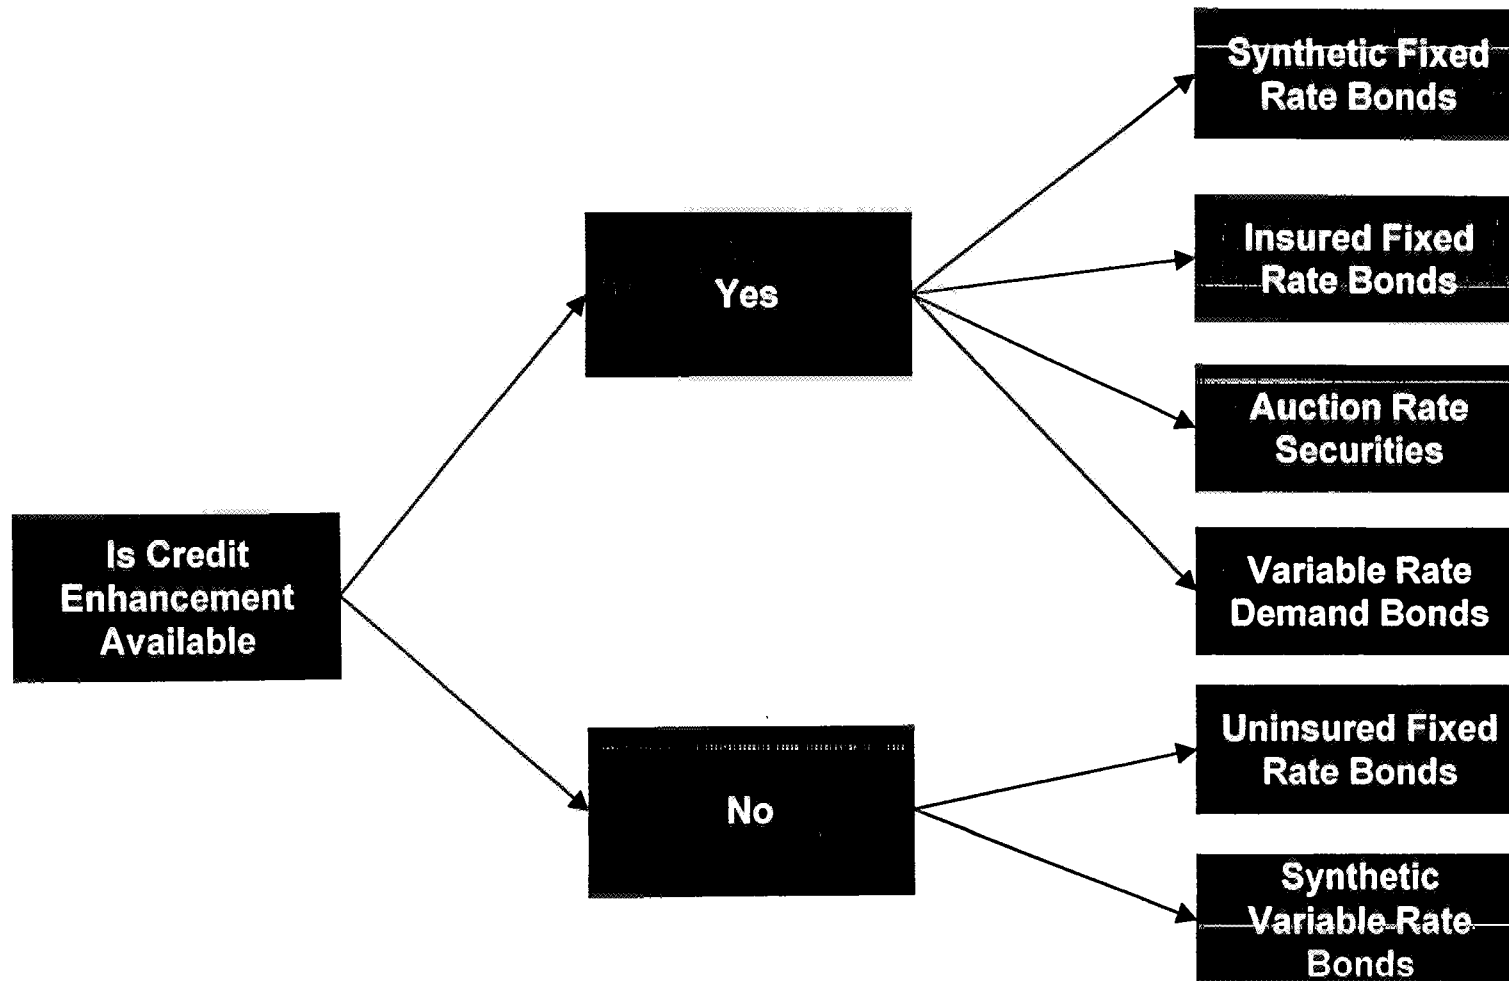 Synthetic Fixed
Rate Bonds
Insured Fixed
Rate Bonds
Yes
Auction Rate
Securities
Is Credit
Enhancement
Available
Variable Rate
Demand Bonds
Uninsured Fixed
Rate Bonds
No
Synthetic
Variable-Rate
Bonds